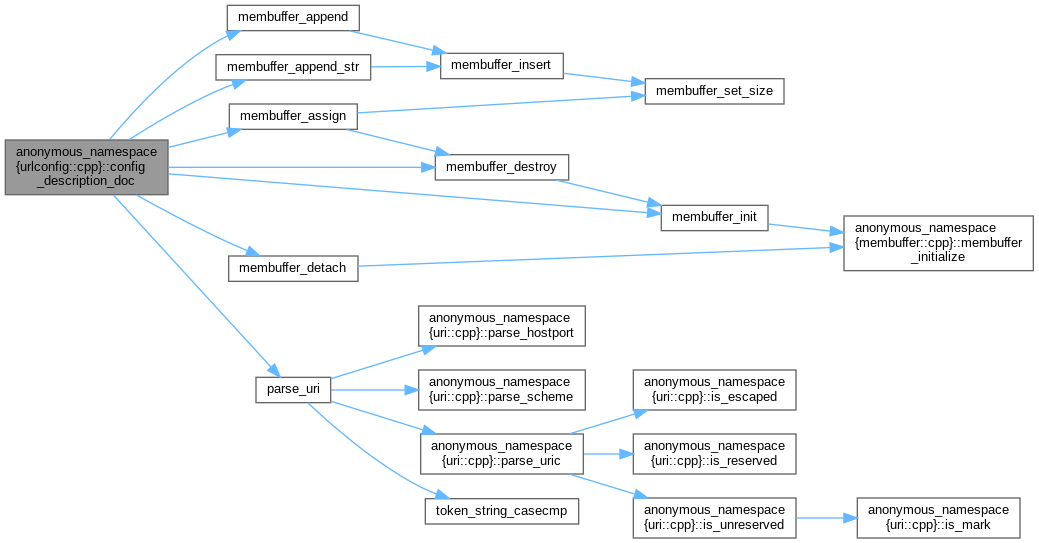 membuffer_append
membuffer_append_str
membuffer_insert
membuffer_set_size
membuffer_assign
anonymous_namespace
{urlconfig::cpp}::config
_description_doc
membuffer_destroy
membuffer_init
anonymous_namespace
{membuffer::cpp}::membuffer
_initialize
membuffer_detach
anonymous_namespace
{uri::cpp}::parse_hostport
parse_uri
anonymous_namespace
{uri::cpp}::parse_scheme
anonymous_namespace
{uri::cpp}::is_escaped
anonymous_namespace
{uri::cpp}::parse_uric
anonymous_namespace
{uri::cpp}::is_reserved
token_string_casecmp
anonymous_namespace
{uri::cpp}::is_unreserved
anonymous_namespace
{uri::cpp}::is_mark